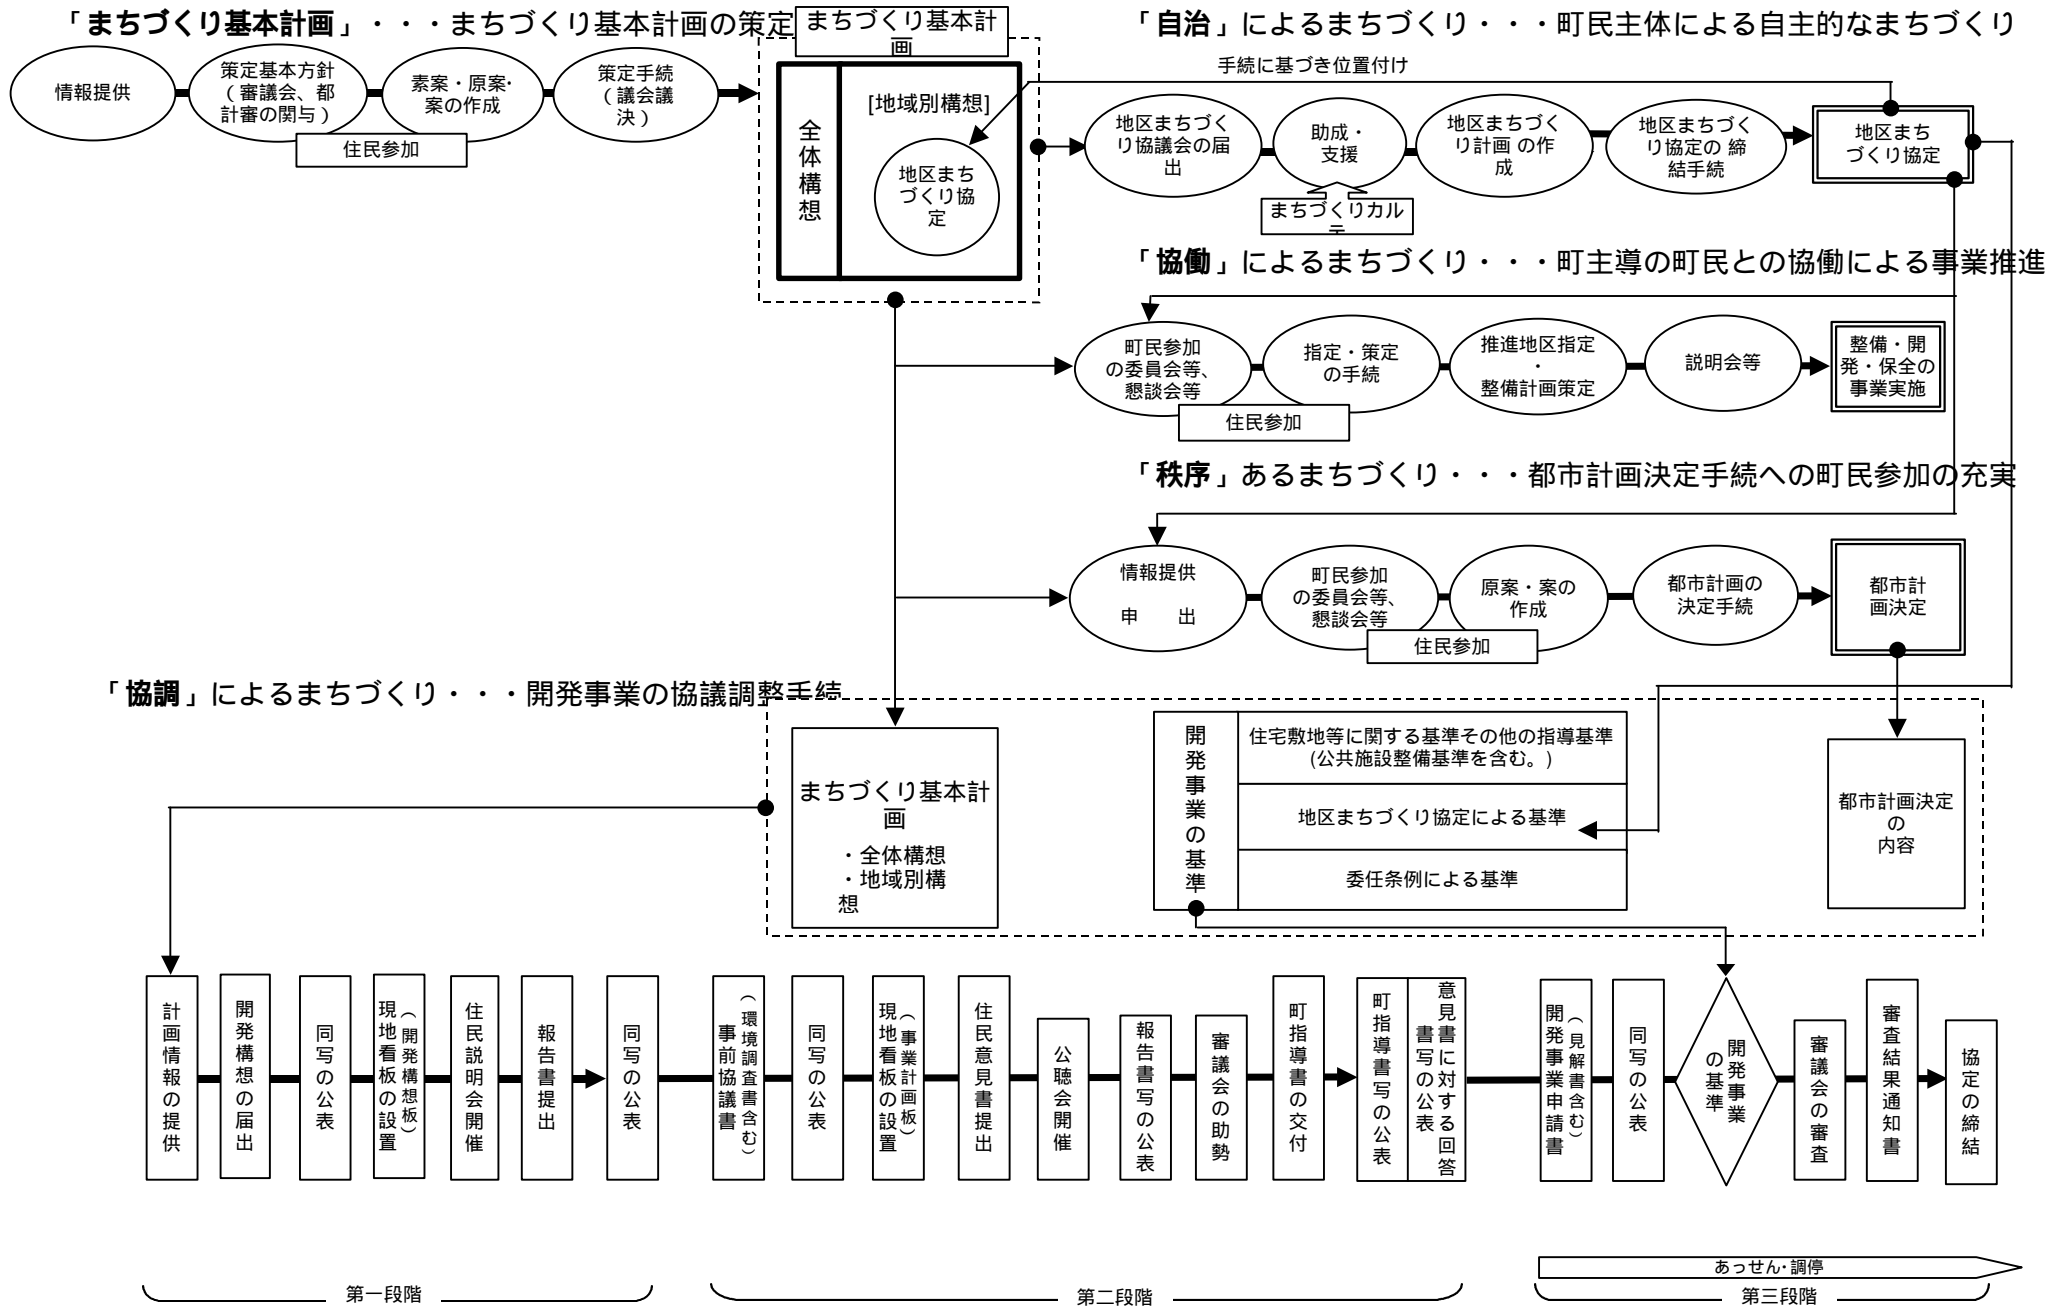 「まちづくり基本計画」・・・まちづくり基本計画の策定
情報提供
策定基本方針
（審議会、都
計審の関与）
素案・原案・
案の作成
策定手続
（議会議
決）
住民参加
まちづくり基本計
画
全体構想
[地域別構想]
地区まち
づくり協
定
「自治」によるまちづくり・・・町民主体による自主的なまちづくり
手続に基づき位置付け
地区まちづく
り協議会の届
出
助成・
支援
地区まちづく
り計画 の作
成
地区まちづく
り協定の 締
結手続
地区まち
づくり協定
まちづくりカル
テ
「協働」によるまちづくり・・・町主導の町民との協働による事業推進
町民参加
の委員会等、
懇談会等
指定・策定
の手続
推進地区指定
・
整備計画策定
説明会等
整備・開
発・保全の
事業実施
住民参加
「秩序」あるまちづくり・・・都市計画決定手続への町民参加の充実
情報提供
申　　出
町民参加
の委員会等、
懇談会等
原案・案の
作成
都市計画の
決定手続
都市計
画決定
住民参加
「協調」によるまちづくり・・・開発事業の協議調整手続
まちづくり基本計
画
・全体構想
・地域別構
想
開発事業の基準
住宅敷地等に関する基準その他の指導基準
(公共施設整備基準を含む。)
地区まちづくり協定による基準
委任条例による基準
都市計画決定
の
内容
計画情報の提供
開発構想の届出
同写の公表
（開発構想板）
現地看板の設置
住民説明会開催
報告書提出
同写の公表
（環境調査書含む）
事前協議書
同写の公表
（事業計画板）
現地看板の設置
住民意見書提出
公聴会開催
報告書写の公表
審議会の助勢
町指導書の交付
町指導書写の公表
意見書に対する回答
書写の公表
（見解書含む）
開発事業申請書
同写の公表
開発事業
の基準
審議会の審査
審査結果通知書
協定の締結
あっせん・調停
第一段階
第二段階
第三段階